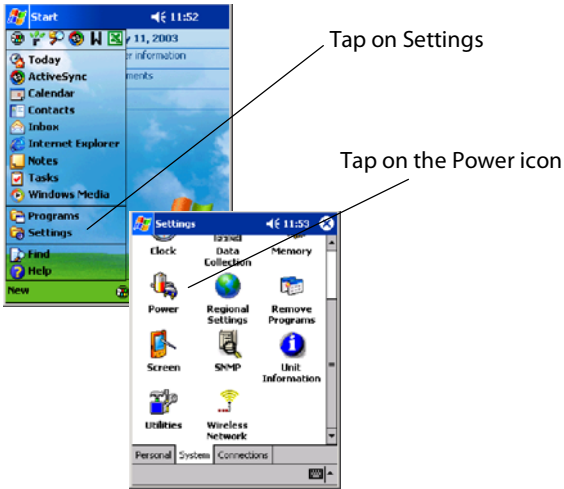 Start 11:52
y 11, 2003
Today
er information
ActiveSync
ments
Calendar
Contacts
Inbox
Internet Explorer
Notes
Tasks
Windows Media
Programs
Settings
Find
Help
New
Tap on Settings
Tap on the Power icon
Settings 11:53
Clock Data Collection Memory
Power Regional Settings Remove Programs
Screen SNMP Unit Information
Utilities Wireless Network
Personal System Connections